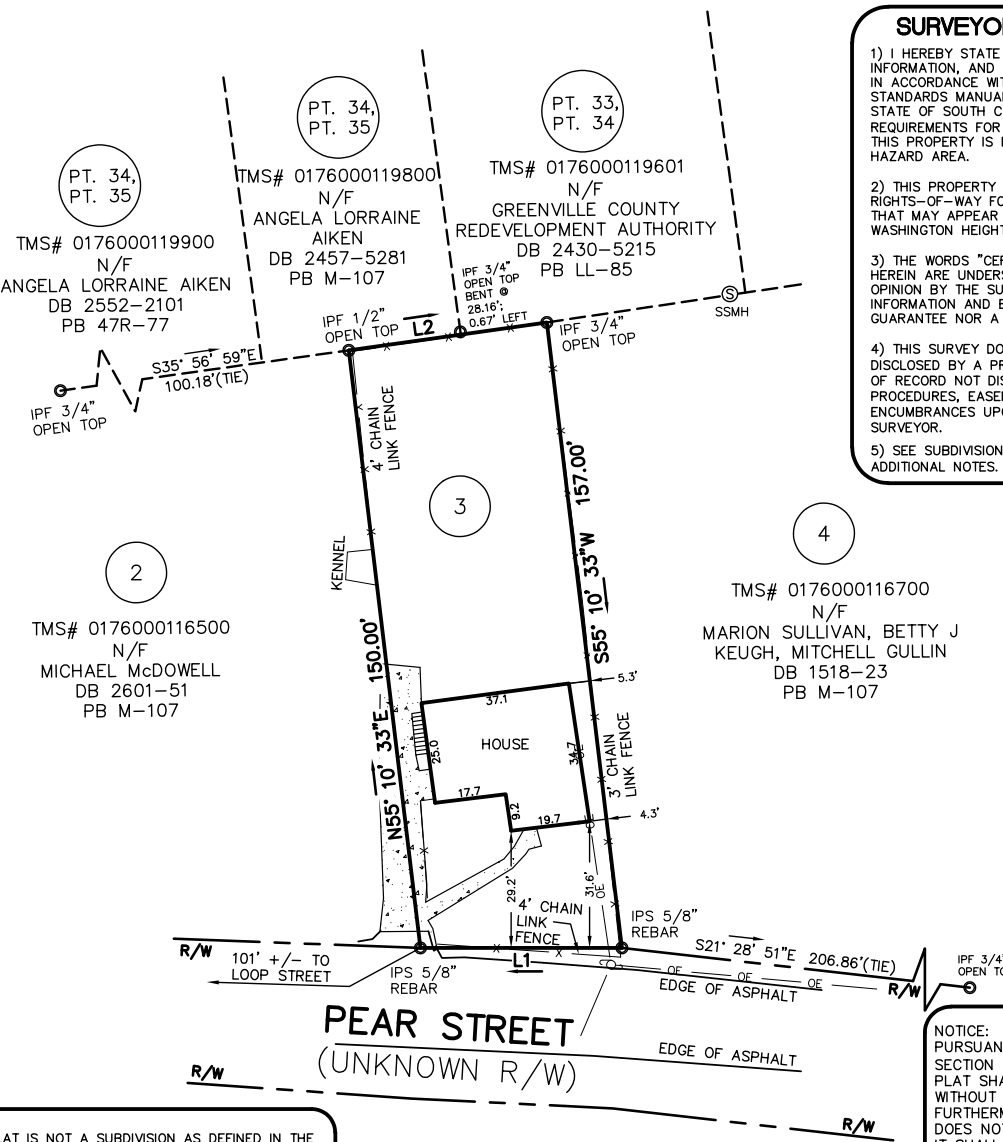 SURVEYO
1) I HEREBY STATE
INFORMATION, AND
IN ACCORDANCE WIT
STANDARDS MANUAL
STATE OF SOUTH C
REQUIREMENTS FOR
THIS PROPERTY IS
HAZARD AREA.
2) THIS PROPERTY
RIGHTS-OF-WAY FO
THAT MAY APPEAR
WASHINGTON HEIGHT
3) THE WORDS "CER
HEREIN ARE UNDERS
OPINION BY THE SU
INFORMATION AND B
GUARANTEE NOR A
4) THIS SURVEY DO
DISCLOSED BY A PR
OF RECORD NOT DIS
PROCEDURES, EASE
ENCUMBRANCES UPO
SURVEYOR.
5) SEE SUBDIVISION
ADDITIONAL NOTES.
PT. 34,
PT. 35
TMS# 0176000119900
N/F
ANGELA LORRAINE AIKEN
DB 2552-2101
PB 47R-77
PT. 34,
PT. 35
TMS# 0176000119800
N/F
ANGELA LORRAINE
AIKEN
DB 2457-5281
PB M-107
PT. 33,
PT. 34
TMS# 0176000119601
N/F
GREENVILLE COUNTY
REDEVELOPMENT AUTHORITY
DB 2430-5215
PB LL-85
IPF 3/4"
OPEN TOP
BENT @
28.16';
0.67' LEFT
S
SSMH
IPF 1/2"
OPEN TOP
L2
IPF 3/4"
OPEN TOP
S35° 56' 59"E
100.18'(TIE)
IPF 3/4"
OPEN TOP
4' CHAIN
LINK FENCE
3
157.00'
S55° 10' 33"W
KENNEL
2
TMS# 0176000116500
N/F
MICHAEL McDOWELL
DB 2601-51
PB M-107
4
TMS# 0176000116700
N/F
MARION SULLIVAN, BETTY J
KEUGH, MITCHELL GULLIN
DB 1518-23
PB M-107
150.00'
N55° 10' 33"E
5.3'
37.1
HOUSE
25.0
34.7
OE
3' CHAIN
LINK FENCE
17.7
9.2
19.7
4.3'
OE
29.2'
31.6'
OE
4' CHAIN
LINK
FENCE
IPS 5/8"
REBAR
S21° 28' 51"E 206.86'(TIE)
R/W
101' +/- TO
LOOP STREET
IPS 5/8"
REBAR
L1
OE
OE
OE
R/W
EDGE OF ASPHALT
IPF 3/4"
OPEN TO
PEAR STREET
(UNKNOWN R/W)
EDGE OF ASPHALT
R/W
R/W
NOTICE:
PURSUAN
SECTION
PLAT SHA
WITHOUT
FURTHERM
DOES NO
IT SHALL
LAT IS NOT A SUBDIVISION AS DEFINED IN THE